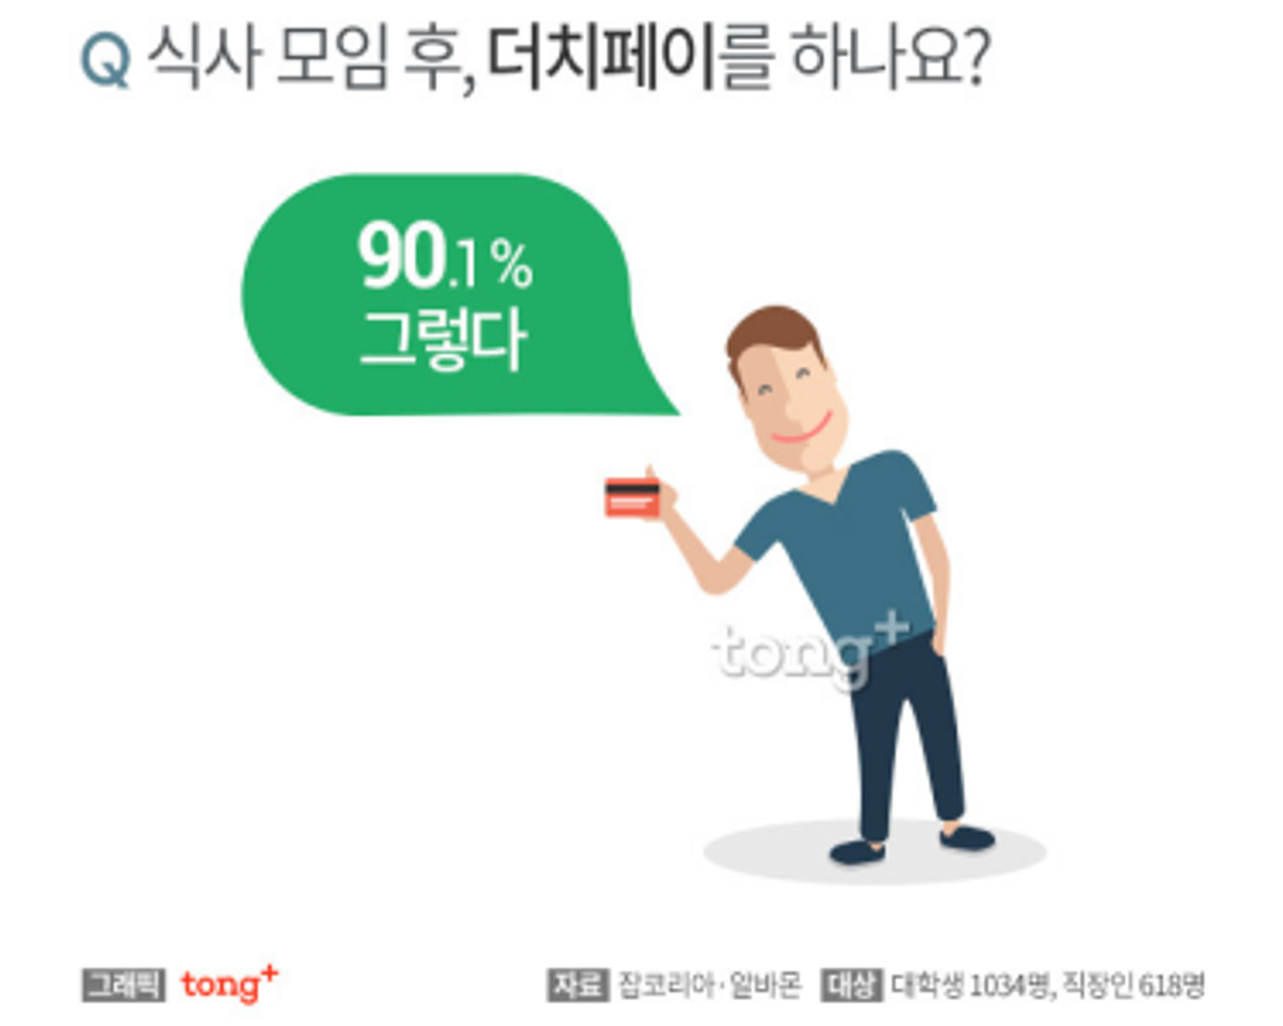 Q 식사 모임 후, 더치페이를 하나요?
90.1%
그렇다
tong+
그래픽 tong+ 자료 잡코리아·알바몬 대상 대학생 1034명, 직장인 618명